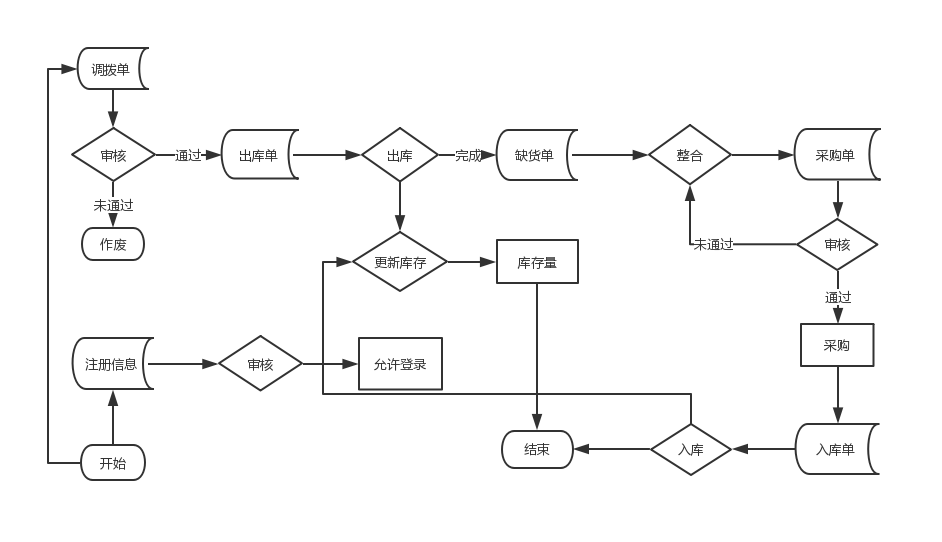 调拨单
审核
通过
出库单
出库
完成
缺货单
整合
采购单
未通过
作废
更新库存
库存量
未通过
审核
通过
采购
注册信息
审核
允许登录
开始
结束
入库
入库单